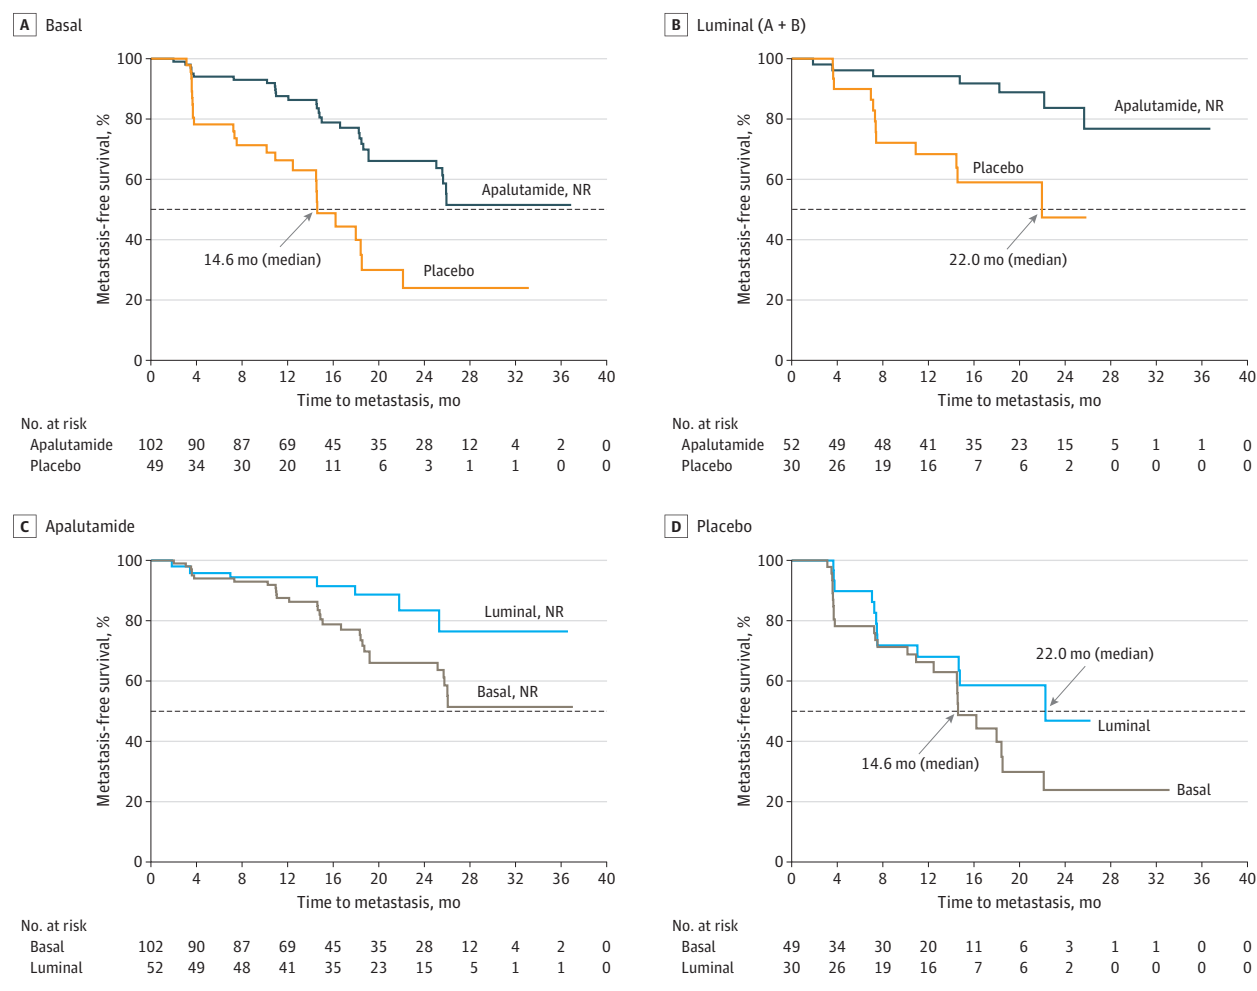 A Basal
100
80
60
40
20
0
Metastasis-free survival, %
Apalutamide, NR
14.6 mo (median)
Placebo
0 4 8 12 16 20 24 28 32 36 40
Time to metastasis, mo
No. at risk
Apalutamide 102 90 87 69 45 35 28 12 4 2 0
Placebo 49 34 30 20 11 6 3 1 1 0 0
B Luminal (A + B)
100
80
60
40
20
0
Metastasis-free survival, %
Apalutamide, NR
Placebo
22.0 mo (median)
0 4 8 12 16 20 24 28 32 36 40
Time to metastasis, mo
No. at risk
Apalutamide 52 49 48 41 35 23 15 5 1 1 0
Placebo 30 26 19 16 7 6 2 0 0 0 0
C Apalutamide
100
80
60
40
20
0
Metastasis-free survival, %
Luminal, NR
Basal, NR
0 4 8 12 16 20 24 28 32 36 40
Time to metastasis, mo
No. at risk
Basal 102 90 87 69 45 35 28 12 4 2 0
Luminal 52 49 48 41 35 23 15 5 1 1 0
D Placebo
100
80
60
40
20
0
Metastasis-free survival, %
22.0 mo (median)
Luminal
14.6 mo (median)
Basal
0 4 8 12 16 20 24 28 32 36 40
Time to metastasis, mo
No. at risk
Basal 49 34 30 20 11 6 3 1 1 0 0
Luminal 30 26 19 16 7 6 2 0 0 0 0